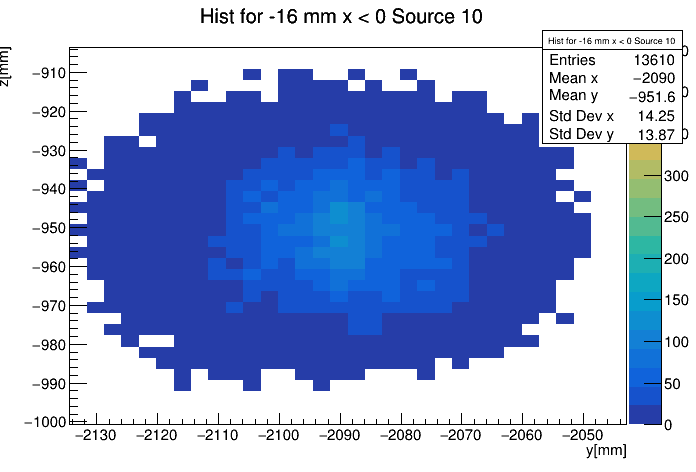 Hist for -16 mm x < 0 Source 10
Hist for -16 mm x < 0 Source 10
Entries 13610
Mean x −2090
Mean y −951.6
Std Dev x 14.25
Std Dev y 13.87
z[mm]
−910
−920
−930
−940
−950
−960
−970
−980
−990
−1000
−2130 −2120 −2110 −2100 −2090 −2080 −2070 −2060 −2050
y[mm]
300
250
200
150
100
50
0